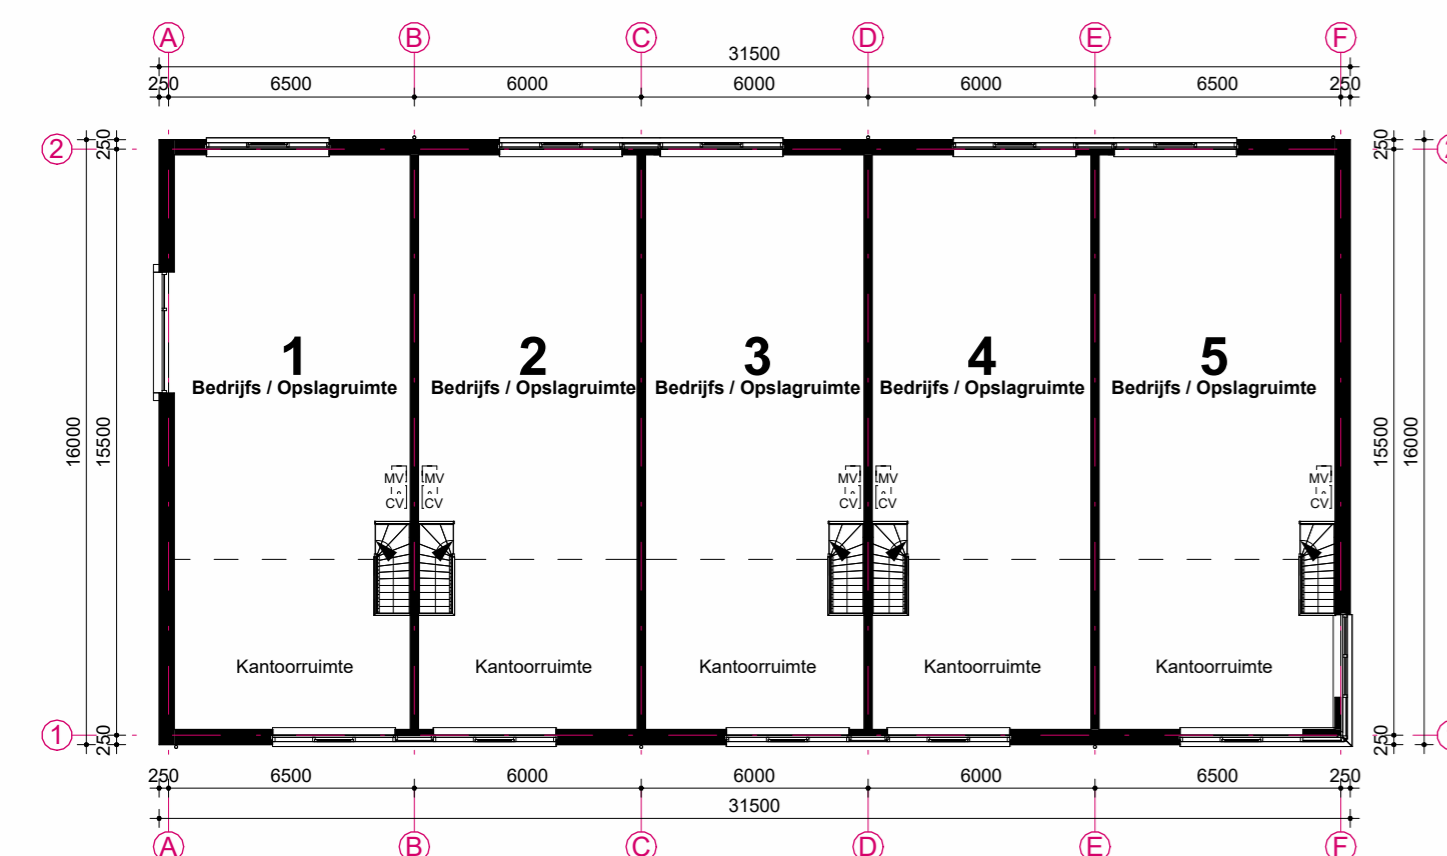 A B C D E F
31500
250 6500 6000 6000 6000 6500 250
2 250 250 2
1 2 3 4 5
Bedrijfs / Opslagruimte Bedrijfs / Opslagruimte Bedrijfs / Opslagruimte Bedrijfs / Opslagruimte Bedrijfs / Opslagruimte
16000 15500 15500 16000
MV MV MV MV MV
CV CV CV CV CV
Kantoorruimte Kantoorruimte Kantoorruimte Kantoorruimte Kantoorruimte
1 250 250
250 6500 6000 6000 6000 6500 250
31500
A B C D E F